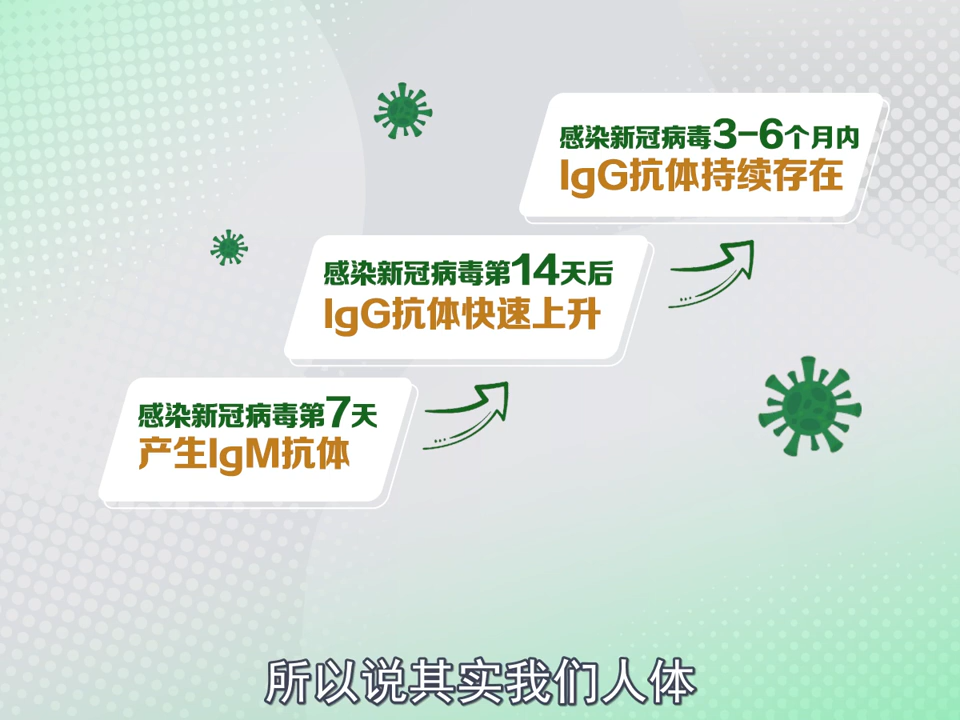 感染新冠病毒3-6个月内
IgG抗体持续存在
感染新冠病毒第14天后
IgG抗体快速上升
感染新冠病毒第7天
产生IgM抗体
所以说其实我们人体